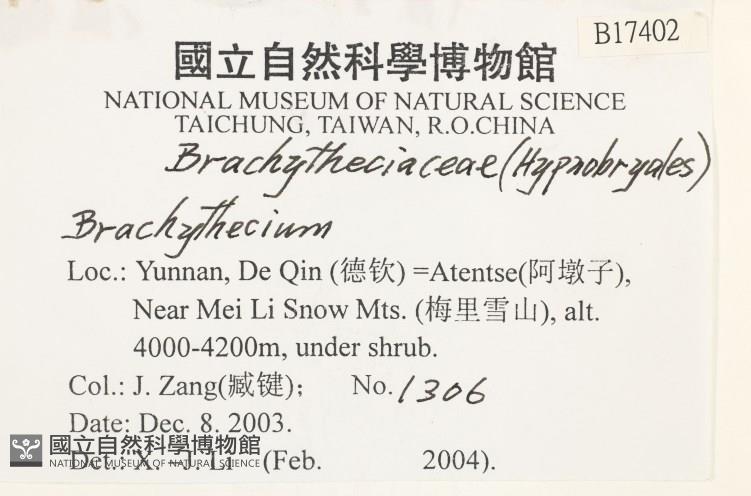 B17402
國立自然科學博物館
NATIONAL MUSEUM OF NATURAL SCIENCE
TAICHUNG, TAIWAN, R.O.CHINA
Brachytheciaceae (Hypnobryales)
Brachythecium
Loc.: Yunnan, De Qin (德钦) =Atentse(阿墩子),
Near Mei Li Snow Mts. (梅里雪山), alt.
4000-4200m, under shrub.
Col.: J. Zang(臧键); No. 1306
Date: Dec. 8. 2003.
Det.: X. -J. Li (Feb. 2004).
國立自然科學博物館
NATIONAL MUSEUM OF NATURAL SCIENCE